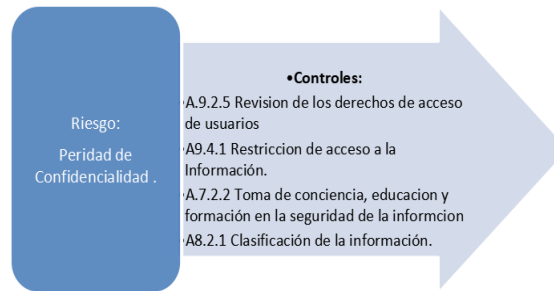 Riesgo:
Peridad de
Confidencialidad .
•Controles:
•A.9.2.5 Revision de los derechos de acceso
de usuarios
•A9.4.1 Restriccion de acceso a la
Información.
•A.7.2.2 Toma de conciencia, educacion y
formación en la seguridad de la informcion
•A8.2.1 Clasificación de la información.